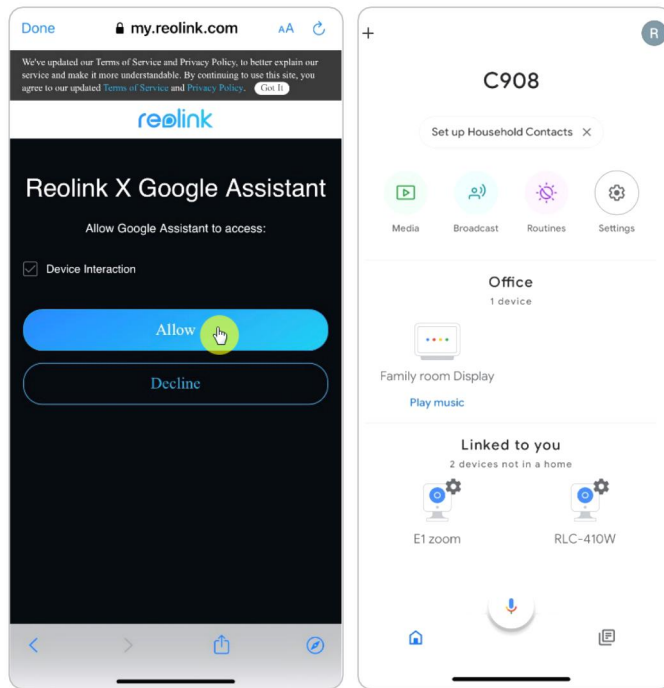 Done
my.reolink.com
AA
We've updated our Terms of Service and Privacy Policy, to better explain our
service and make it more understandable. By continuing to use this site, you
agree to our updated Terms of Service and Privacy Policy. Got It
reolink
Reolink X Google Assistant
Allow Google Assistant to access:
Device Interaction
Allow
Decline
+
R
C908
Set up Household Contacts ×
Media Broadcast Routines Settings
Office
1 device
Family room Display
Play music
Linked to you
2 devices not in a home
E1 zoom RLC-410W